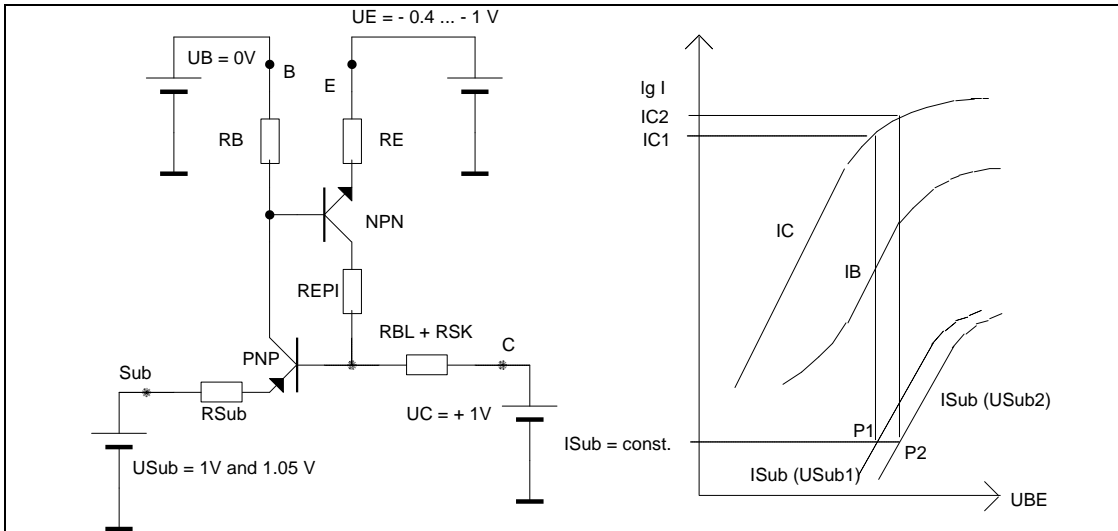 UE = - 0.4 ... - 1 V
UB = 0V
B
E
RB
RE
NPN
REPI
RBL + RSK
C
PNP
Sub
RSub
UC = + 1V
USub = 1V and 1.05 V
lg I
IC2
IC1
IC
IB
ISub (USub2)
P1
P2
ISub = const.
ISub (USub1)
UBE